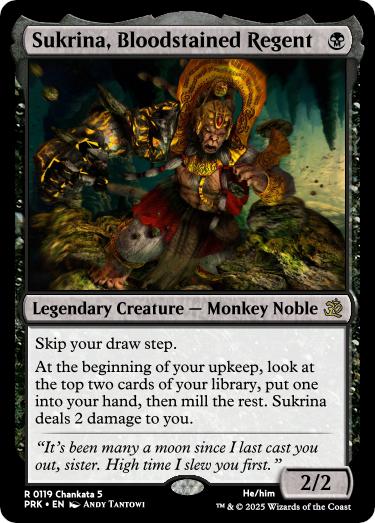 Sukrina, Bloodstained Regent
Legendary Creature — Monkey Noble
Skip your draw step.
At the beginning of your upkeep, look at
the top two cards of your library, put one
into your hand, then mill the rest. Sukrina
deals 2 damage to you.
“It’s been many a moon since I last cast you
out, sister. High time I slew you first.”
2/2
R 0119 Chankata 5
He/him
PRK • EN Andy Tantowi
™ & © 2025 Wizards of the Coast